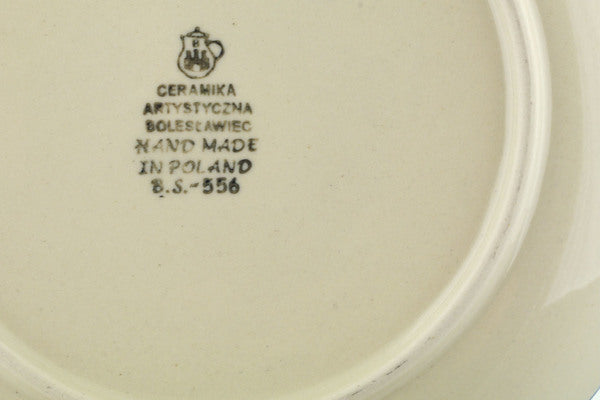 CERAMIKA
ARTYSTYCZNA
BOLESŁAWIEC
HAND MADE
IN POLAND
B.S.-556